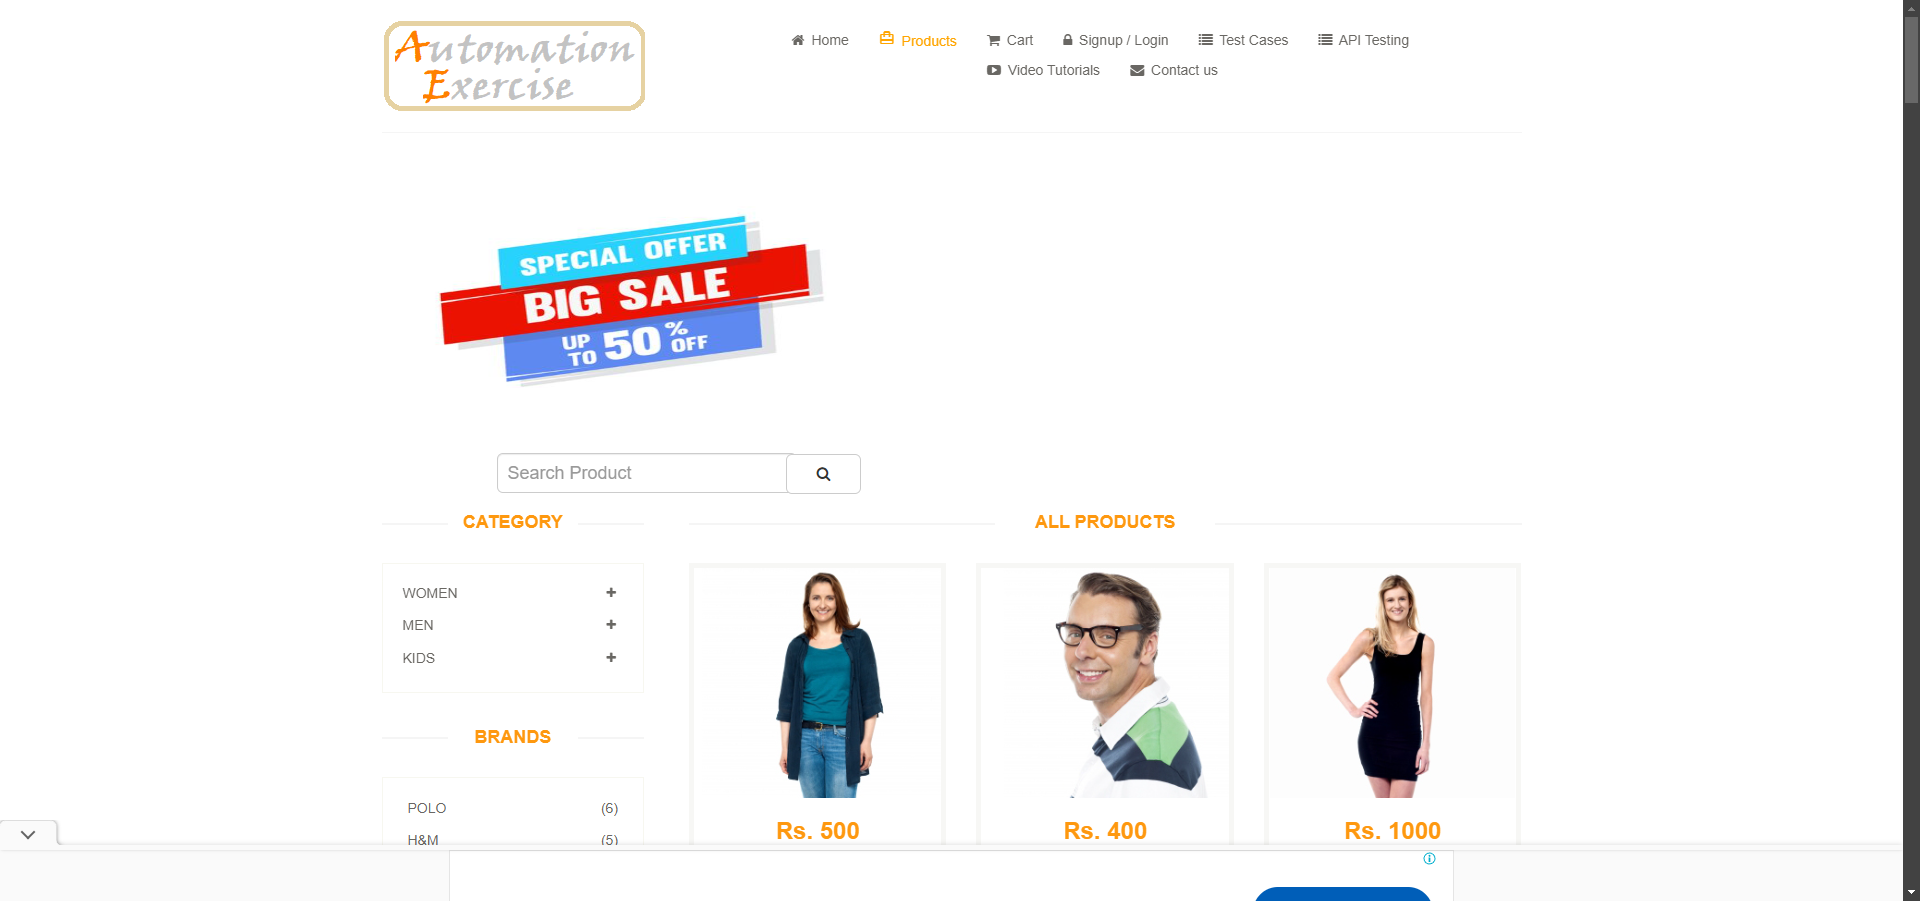 Automation
Exercise
Home
Products
Cart
Signup / Login
Test Cases
API Testing
Video Tutorials
Contact us
SPECIAL OFFER
BIG SALE
UP TO 50% OFF
Search Product
CATEGORY
ALL PRODUCTS
WOMEN
MEN
KIDS
BRANDS
POLO (6)
H&M (5)
Rs. 500
Rs. 400
Rs. 1000